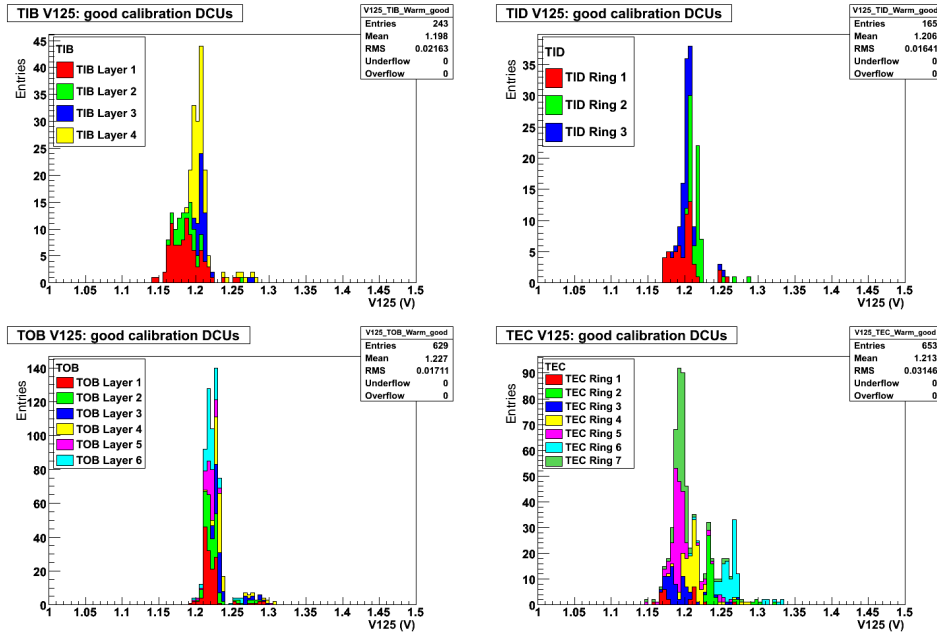 TIB V125: good calibration DCUs
V125_TIB_Warm_good
Entries 243
Mean 1.198
RMS 0.02163
Underflow 0
Overflow 0
Entries
45
40
35
30
25
20
15
10
5
0
TIB
TIB Layer 1
TIB Layer 2
TIB Layer 3
TIB Layer 4
1 1.05 1.1 1.15 1.2 1.25 1.3 1.35 1.4 1.45 1.5
V125 (V)
TID V125: good calibration DCUs
V125_TID_Warm_good
Entries 165
Mean 1.206
RMS 0.01641
Underflow 0
Overflow 0
Entries
35
30
25
20
15
10
5
0
TID
TID Ring 1
TID Ring 2
TID Ring 3
1 1.05 1.1 1.15 1.2 1.25 1.3 1.35 1.4 1.45 1.5
V125 (V)
TOB V125: good calibration DCUs
V125_TOB_Warm_good
Entries 629
Mean 1.227
RMS 0.01711
Underflow 0
Overflow 0
Entries
140
120
100
80
60
40
20
0
TOB
TOB Layer 1
TOB Layer 2
TOB Layer 3
TOB Layer 4
TOB Layer 5
TOB Layer 6
1 1.05 1.1 1.15 1.2 1.25 1.3 1.35 1.4 1.45 1.5
V125 (V)
TEC V125: good calibration DCUs
V125_TEC_Warm_good
Entries 653
Mean 1.213
RMS 0.03146
Underflow 0
Overflow 0
Entries
90
80
70
60
50
40
30
20
10
0
TEC
TEC Ring 1
TEC Ring 2
TEC Ring 3
TEC Ring 4
TEC Ring 5
TEC Ring 6
TEC Ring 7
1 1.05 1.1 1.15 1.2 1.25 1.3 1.35 1.4 1.45 1.5
V125 (V)